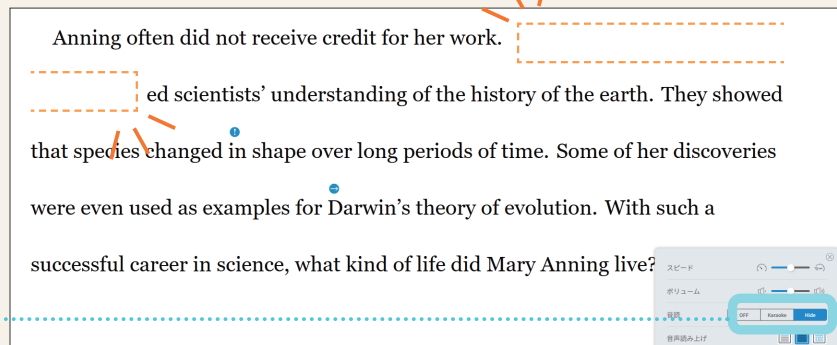 Anning often did not receive credit for her work.
ed scientists’ understanding of the history of the earth. They showed
that species changed in shape over long periods of time. Some of her discoveries
were even used as examples for Darwin’s theory of evolution. With such a
successful career in science, what kind of life did Mary Anning live?
スピード
ボリューム
音読
OFF Karaoke Hide
音声読み上げ